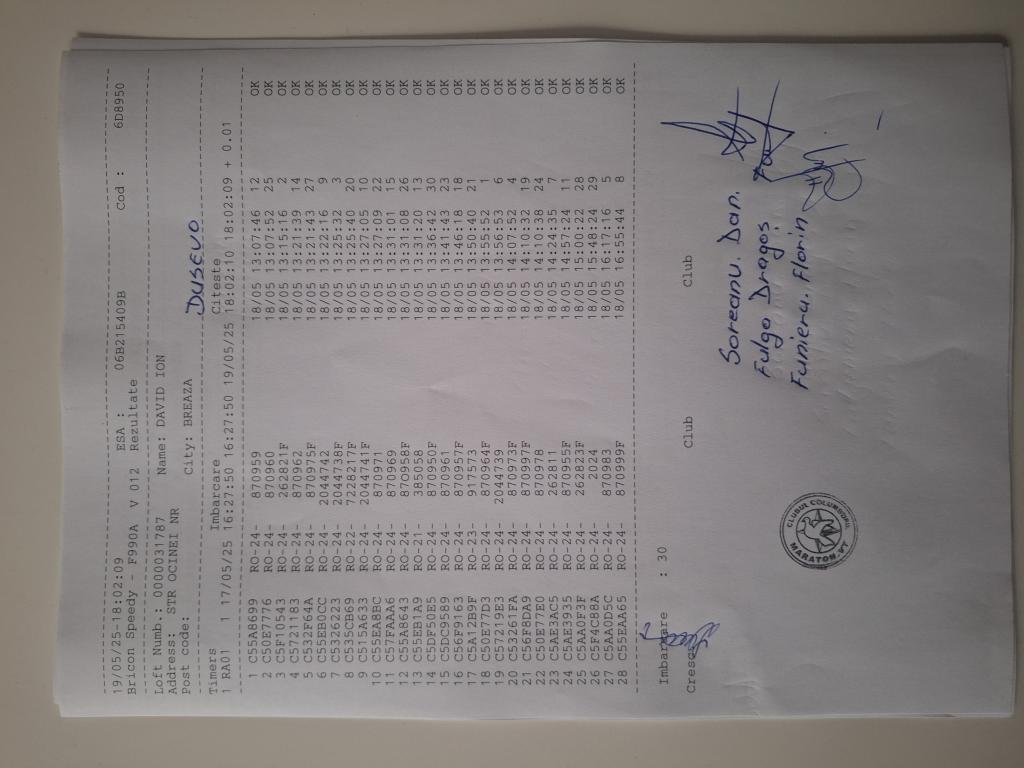 19/05/25-18:02:09 ESA : 06B215409B Cod : 6D8950
Bricon Speedy - F990A V 012 Rezultate
Loft Numb.: 0000031787 Name: DAVID ION
Address: STR OCINEI NR
Post code: City: BREAZA
DUSEVO
Timers Imbarcare Citeste
1 RA01 1 17/05/25 16:27:50 16:27:50 19/05/25 18:02:10 18:02:09 + 0.01
1 C55A8699 RO-24- 870959 18/05 13:07:46 12 OK
2 C50E7776 RO-24- 870960 18/05 13:07:52 25 OK
3 C5F10543 RO-24- 262821F 18/05 13:15:16 2 OK
4 C5721183 RO-24- 870962 18/05 13:21:39 14 OK
5 C532F64A RO-24- 870975F 18/05 13:21:43 27 OK
6 C55EB0CC RO-22- 2044742 18/05 13:22:16 9 OK
7 C5326223 RO-24- 2044738F 18/05 13:25:32 3 OK
8 C535CB69 RO-22- 7228217F 18/05 13:25:40 20 OK
9 C515A633 RO-24- 2044741F 18/05 13:27:05 10 OK
10 C55EA8BC RO-24- 870971 18/05 13:27:09 22 OK
11 C57FAAA6 RO-24- 870969 18/05 13:31:01 15 OK
12 C55A8643 RO-24- 870958F 18/05 13:31:08 26 OK
13 C55EB1A9 RO-21- 385058 18/05 13:31:20 13 OK
14 C5DF50E5 RO-24- 870950F 18/05 13:36:42 30 OK
15 C5DC9589 RO-24- 870961 18/05 13:41:43 23 OK
16 C56F9163 RO-24- 870957F 18/05 13:46:18 18 OK
17 C5A12B9F RO-23- 917573 18/05 13:50:40 21 OK
18 C50E77D3 RO-24- 870964F 18/05 13:55:52 1 OK
19 C57219E3 RO-24- 2044739 18/05 13:56:53 6 OK
20 C53261FA RO-24- 870973F 18/05 14:07:52 4 OK
21 C56F8DA9 RO-24- 870997F 18/05 14:10:32 19 OK
22 C50E77E0 RO-24- 870978 18/05 14:10:38 24 OK
23 C5AE3AC5 RO-24- 262811 18/05 14:24:35 7 OK
24 C5AE3935 RO-24- 870955F 18/05 14:57:24 11 OK
25 C5AA0F3F RO-24- 262823F 18/05 15:00:22 28 OK
26 C5F4C88A RO-24- 2024 18/05 15:48:24 29 OK
27 C5AA0D5C RO-24- 870983 18/05 16:17:16 5 OK
28 C55EAA65 RO-24- 870999F 18/05 16:55:44 8 OK
Imbarcare : 30
Club Club
Soreanu. Dan.
Fulga Dragoș
Funieru. Florin
CLUBUL COLUMBOFIL
MARATON.VT